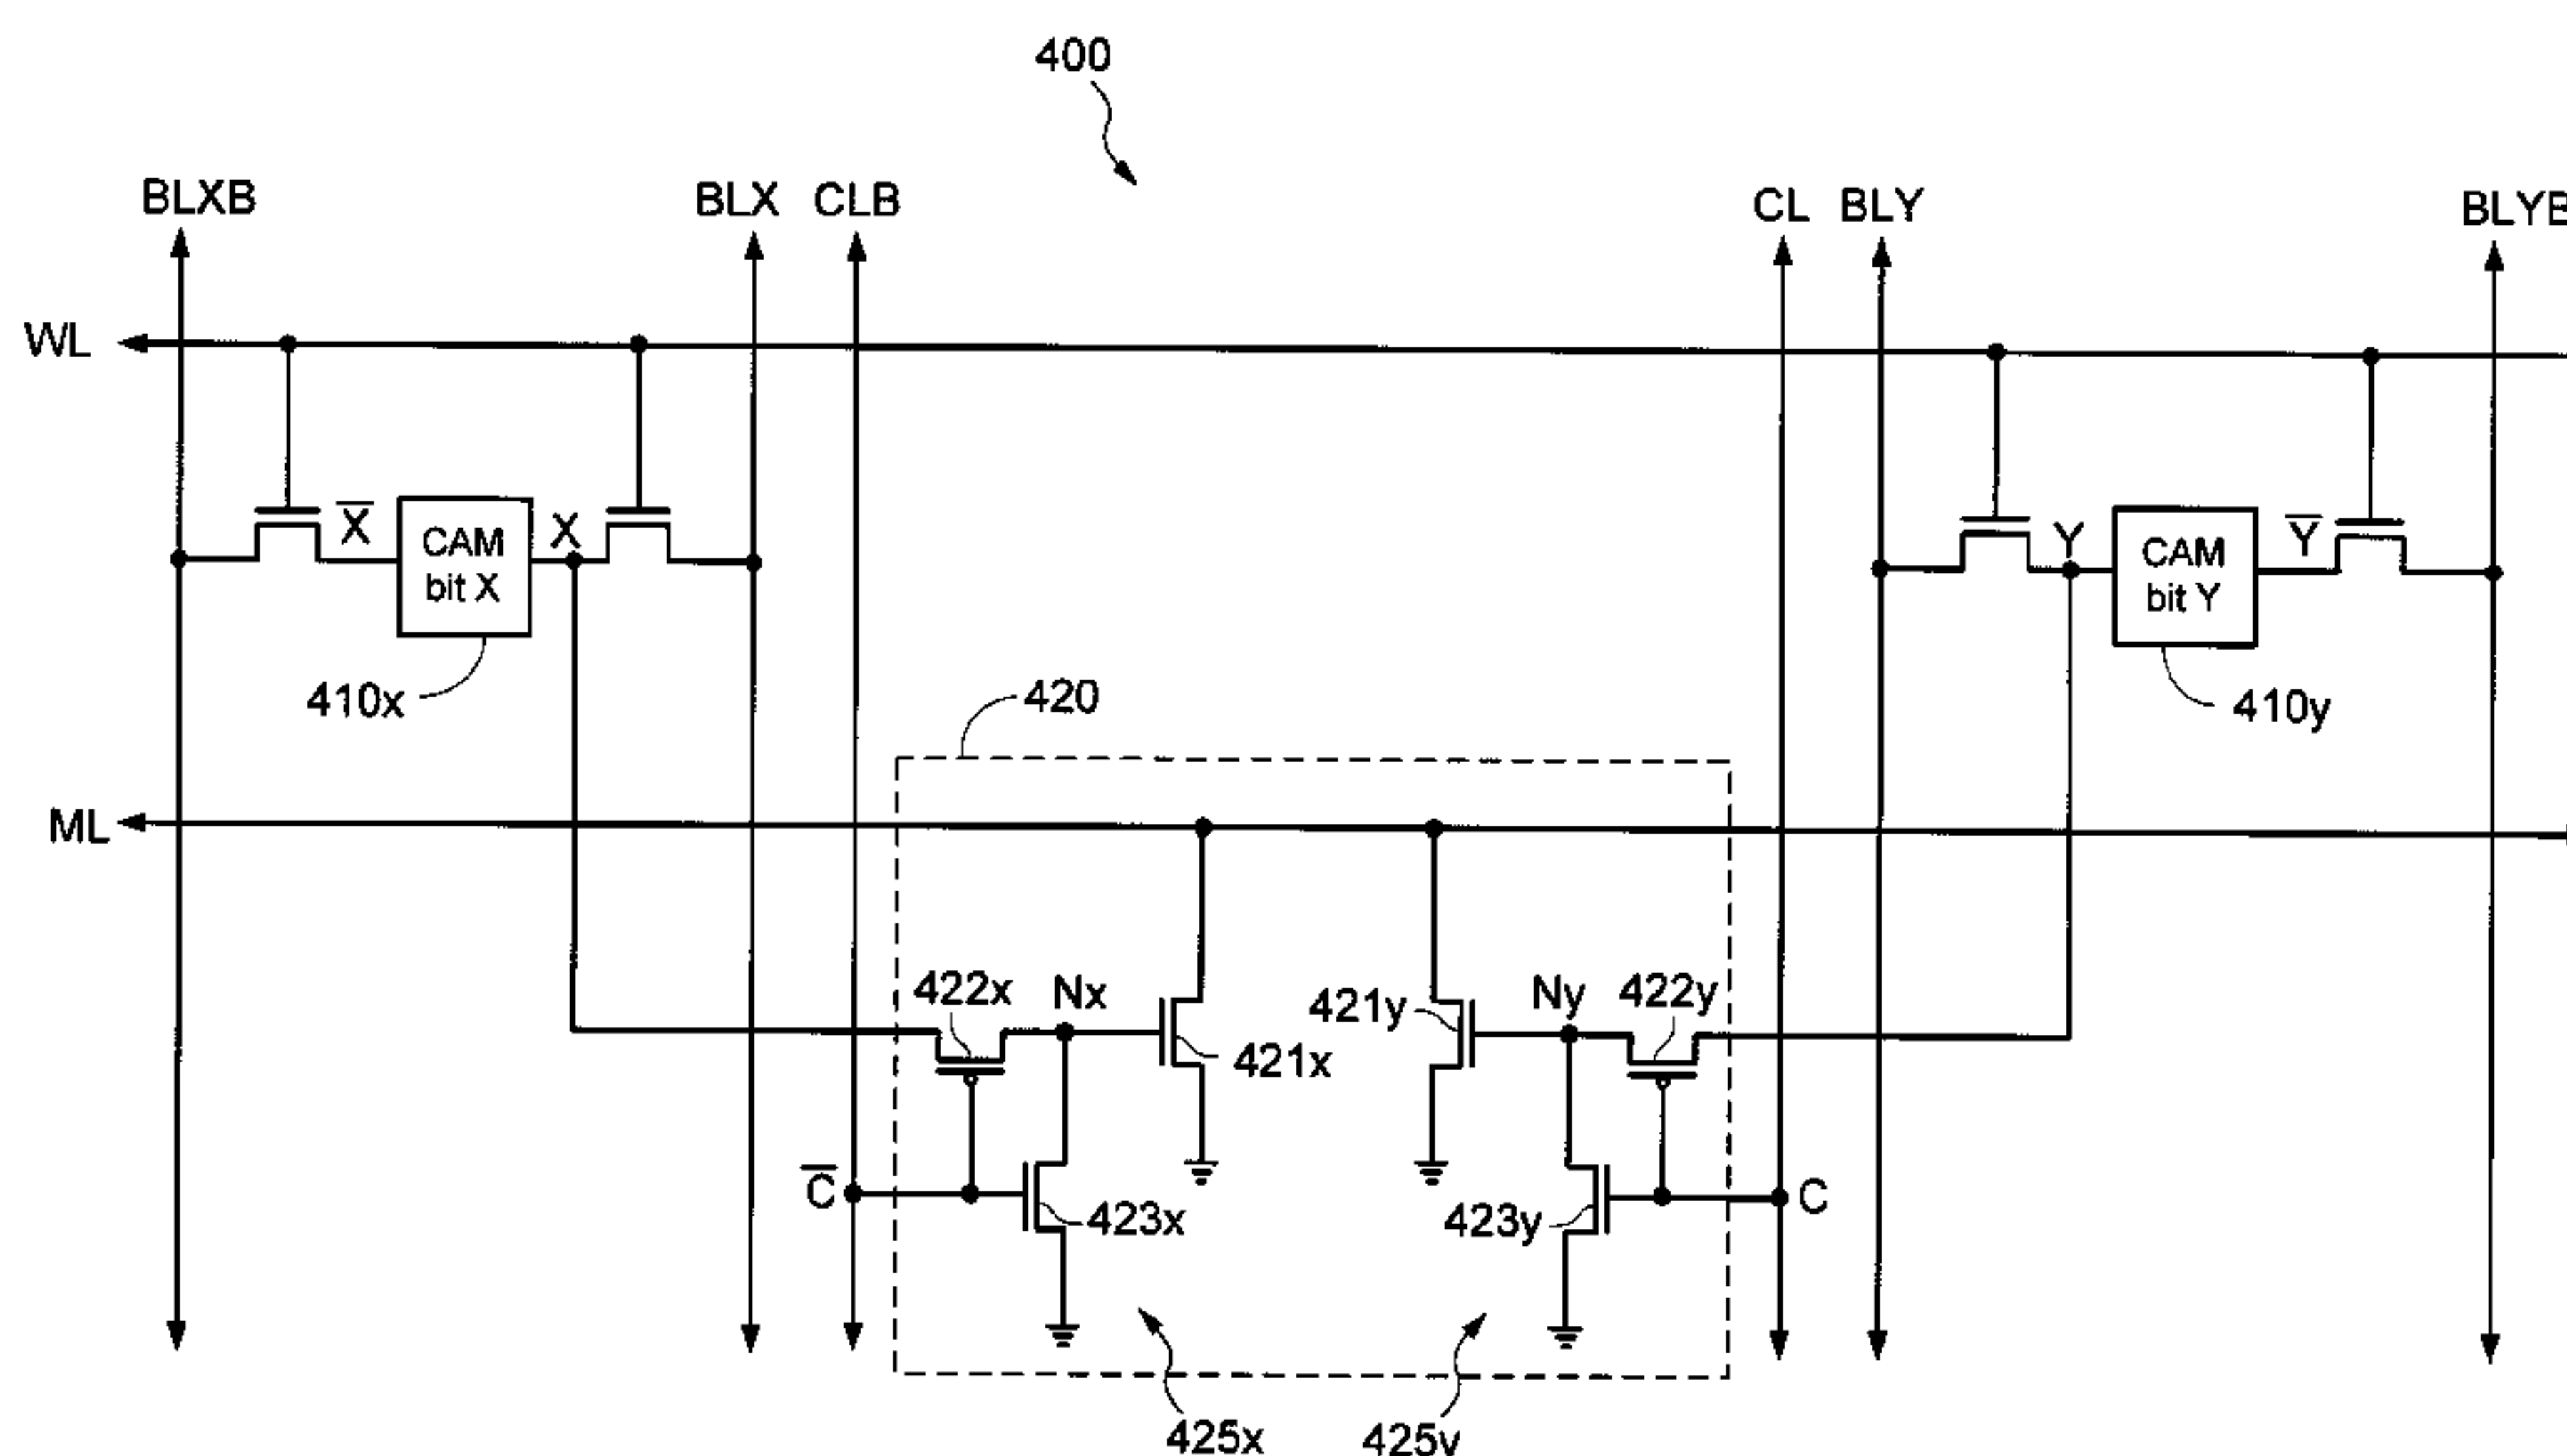 400
BLXB
BLX
CLB
CL
BLY
BLYB
WL
X̅
CAM
bit X
X
Y
CAM
bit Y
Y̅
410x
410y
420
ML
422x
Nx
421x
421y
Ny
422y
C̅
423x
423y
C
425x
425y